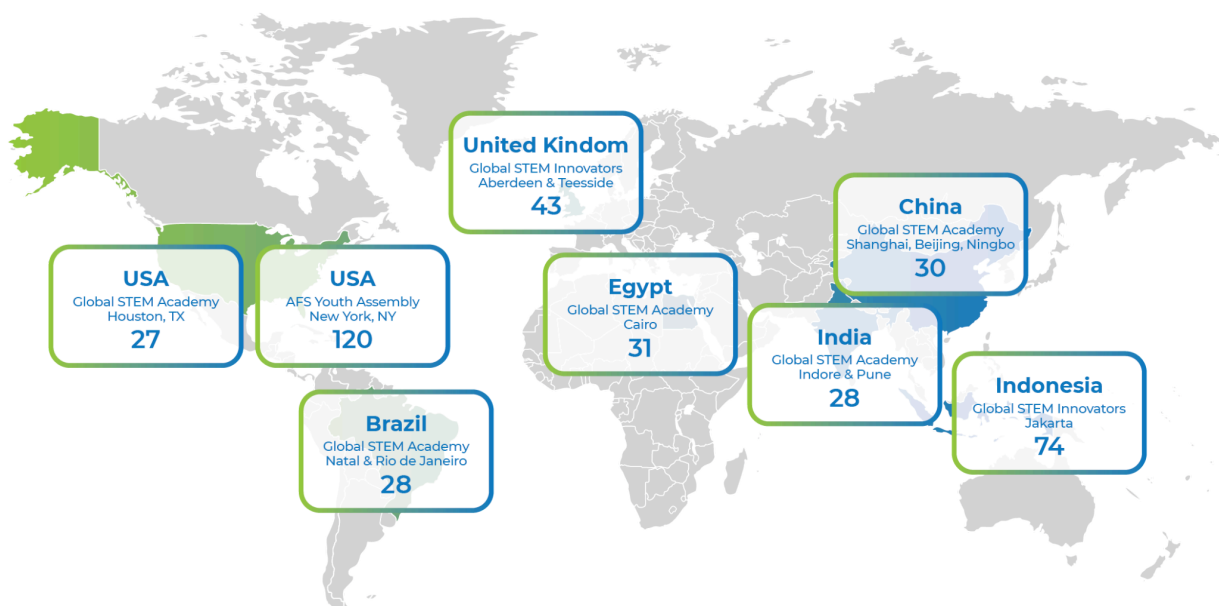 United Kindom
Global STEM Innovators
Aberdeen & Teesside
43
China
Global STEM Academy
Shanghai, Beijing, Ningbo
30
USA
Global STEM Academy
Houston, TX
27
USA
AFS Youth Assembly
New York, NY
120
Egypt
Global STEM Academy
Cairo
31
India
Global STEM Academy
Indore & Pune
28
Indonesia
Global STEM Innovators
Jakarta
74
Brazil
Global STEM Academy
Natal & Rio de Janeiro
28